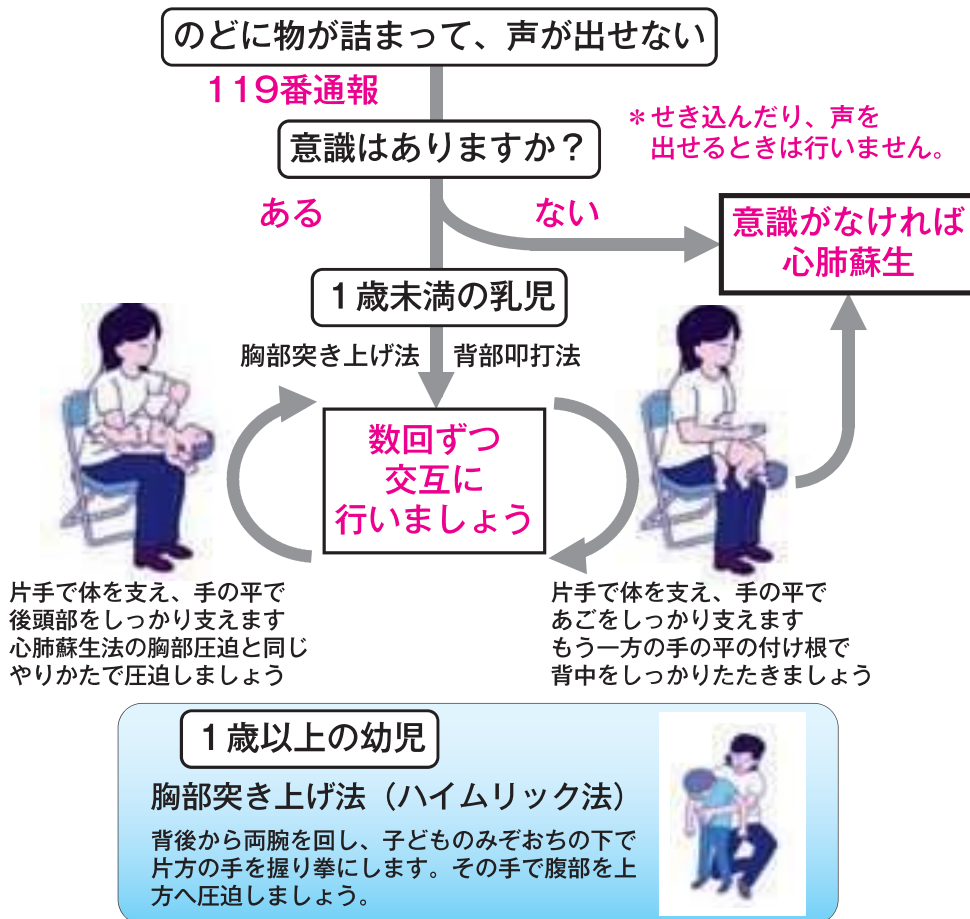 のどに物が詰まって、声が出せない
119番通報
意識はありますか？
＊せき込んだり、声を
出せるときは行いません。
ある
ない
意識がなければ
心肺蘇生
１歳未満の乳児
胸部突き上げ法
背部叩打法
数回ずつ
交互に
行いましょう
片手で体を支え、手の平で
後頭部をしっかり支えます
心肺蘇生法の胸部圧迫と同じ
やりかたで圧迫しましょう
片手で体を支え、手の平で
あごをしっかり支えます
もう一方の手の平の付け根で
背中をしっかりたたきましょう
１歳以上の幼児
胸部突き上げ法（ハイムリック法）
背後から両腕を回し、子どものみぞおちの下で
片方の手を握り拳にします。その手で腹部を上
方へ圧迫しましょう。